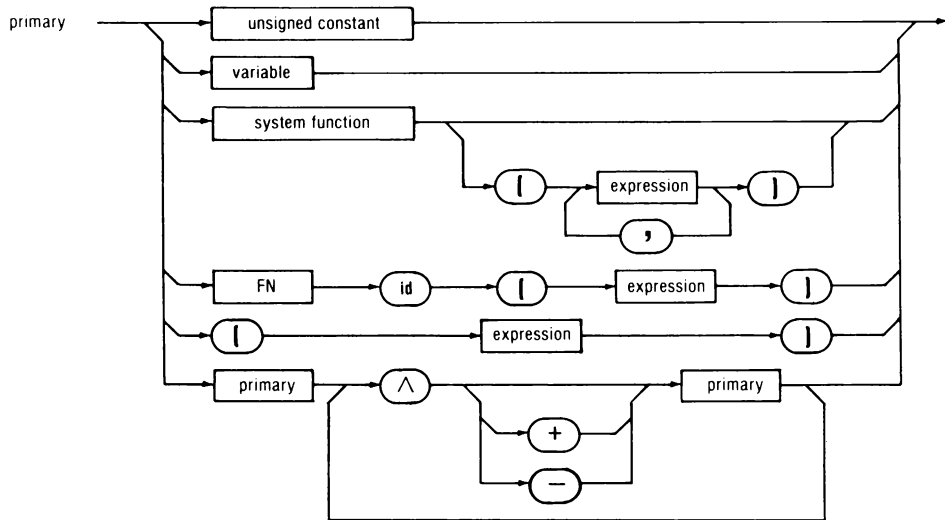 primary
unsigned constant
variable
system function
( expression )
,
FN id ( expression )
( expression )
primary ^ primary
+
−